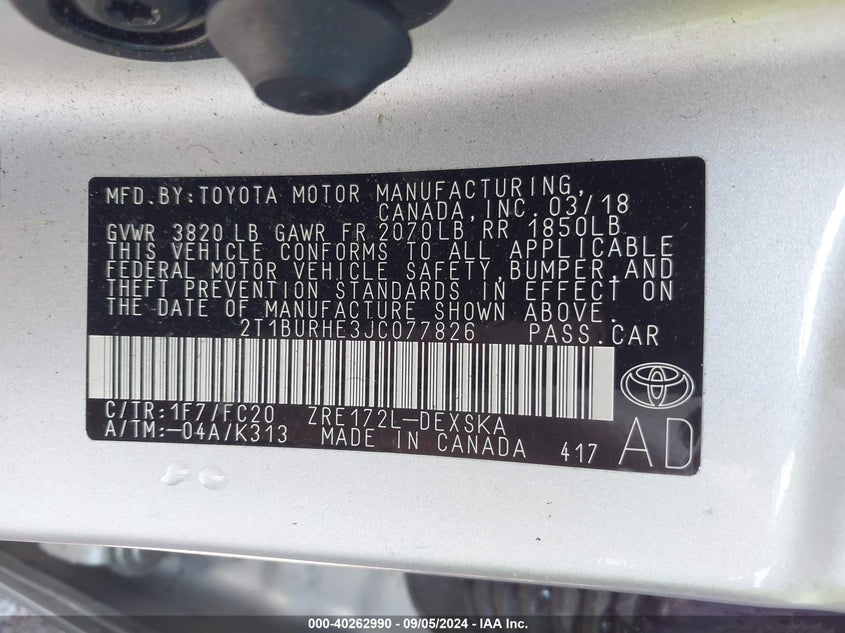 MFD.BY:TOYOTA MOTOR MANUFACTURING,
CANADA,INC. 03/18
GVWR 3820 LB GAWR FR 2070LB,RR 1850LB
THIS VEHICLE CONFORMS TO ALL APPLICABLE
FEDERAL MOTOR VEHICLE SAFETY,BUMPER,AND
THEFT PREVENTION STANDARDS IN EFFECT ON
THE DATE OF MANUFACTURE SHOWN ABOVE.
2T1BURHE3JC077826 PASS.CAR
C/TR:1F7/FC20 ZRE172L-DEXSKA
A/TM:-04A/K313 MADE IN CANADA 417 AD
000-40262990 - 09/05/2024 - IAA Inc.